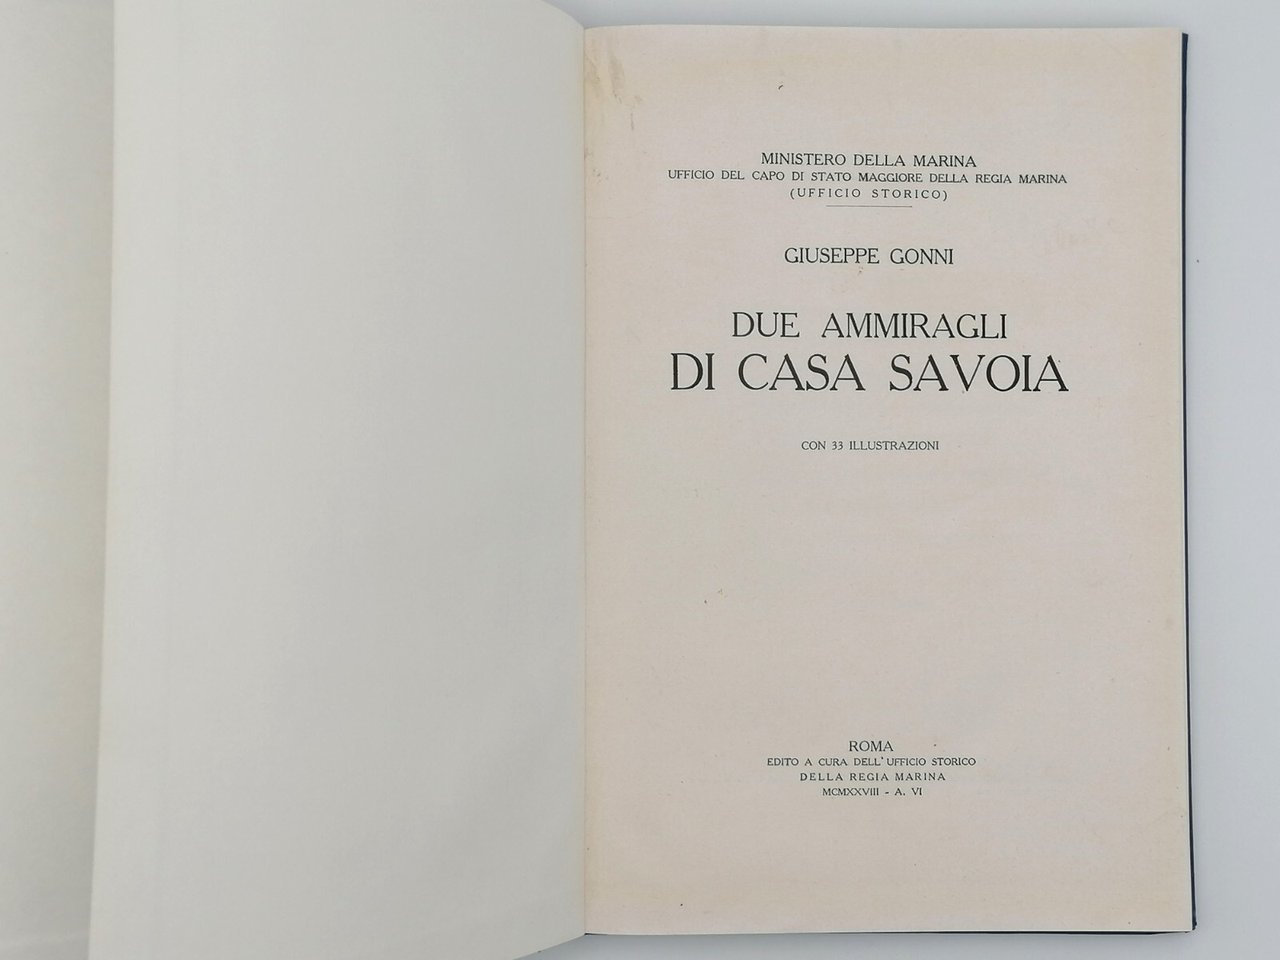 MINISTERO DELLA MARINA
UFFICIO DEL CAPO DI STATO MAGGIORE DELLA REGIA MARINA
(UFFICIO STORICO)
GIUSEPPE GONNI
DUE AMMIRAGLI
DI CASA SAVOIA
CON 33 ILLUSTRAZIONI
ROMA
EDITO A CURA DELL'UFFICIO STORICO
DELLA REGIA MARINA
MCMXXVIII - A. VI